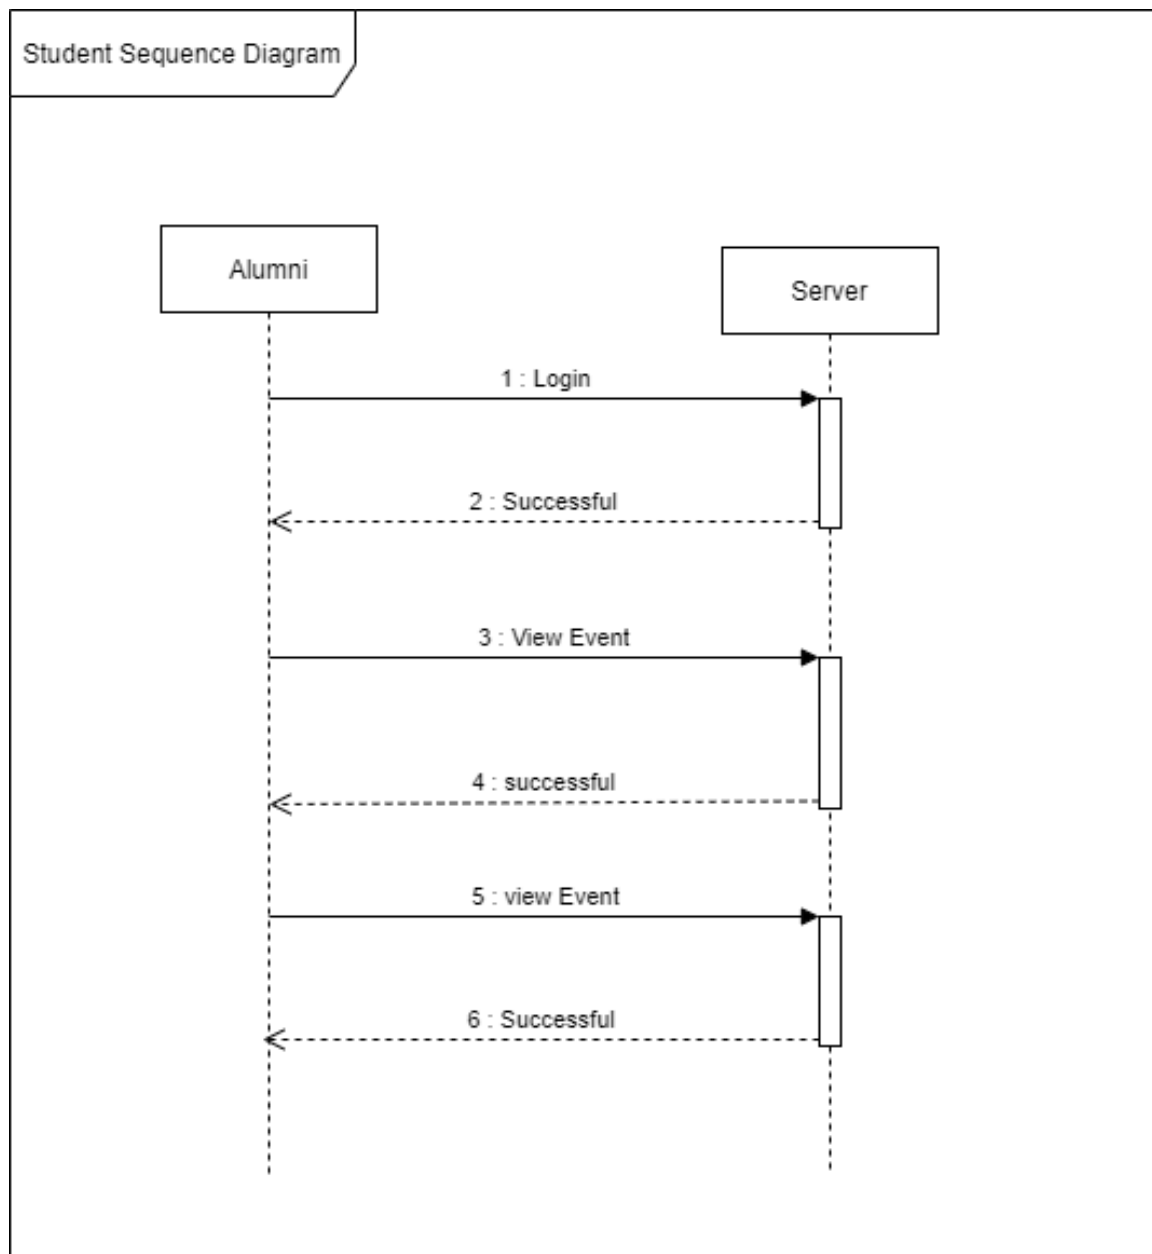 Student Sequence Diagram
Alumni
Server
1 : Login
2 : Successful
3 : View Event
4 : successful
5 : view Event
6 : Successful